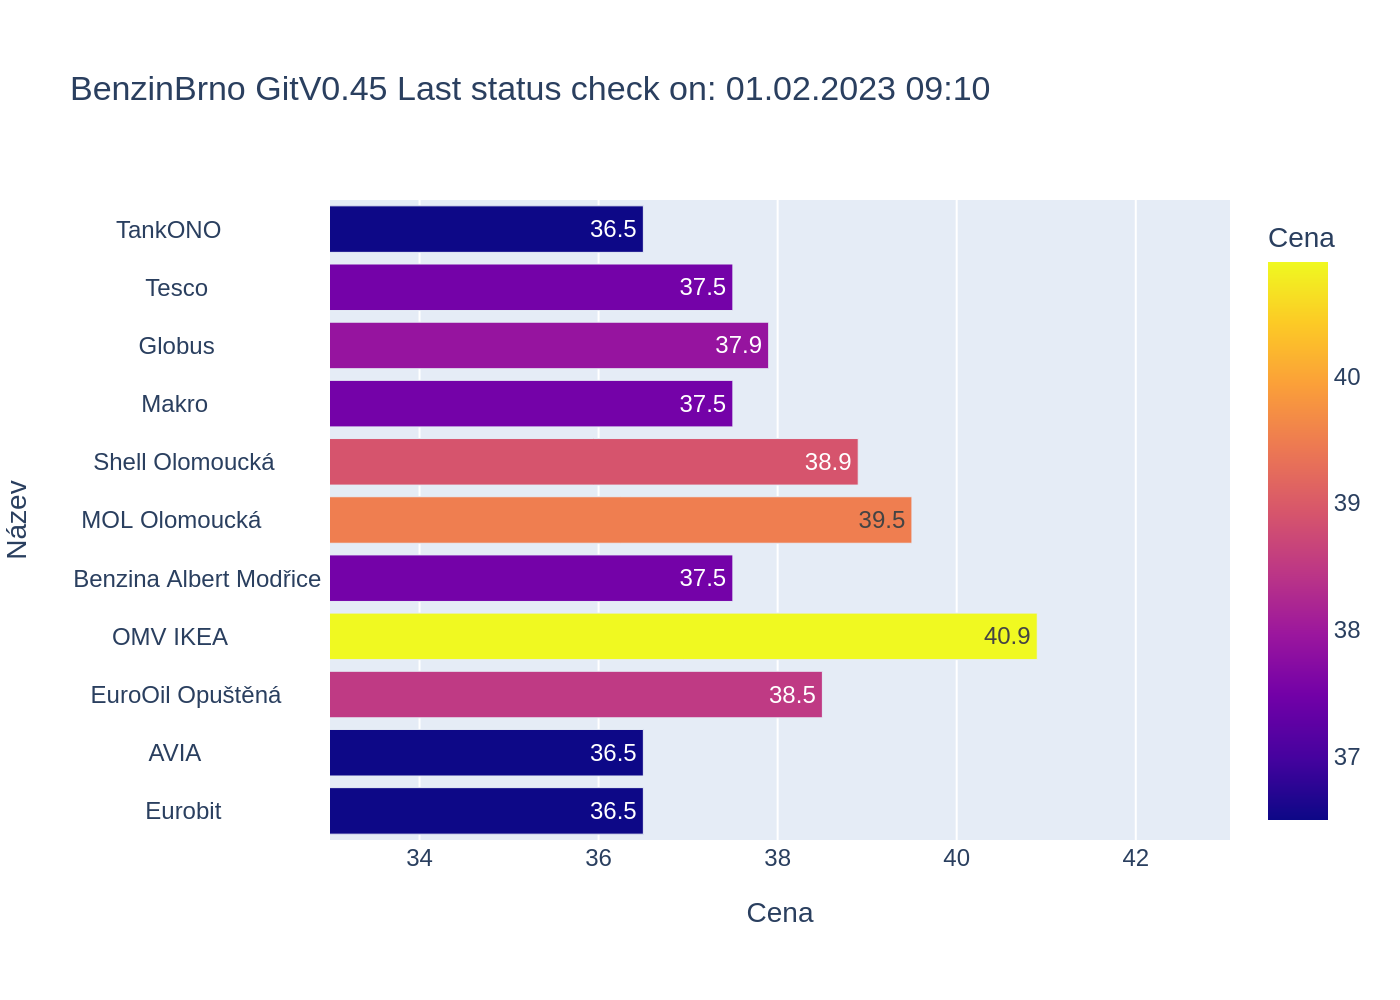 BenzinBrno GitV0.45 Last status check on: 01.02.2023 09:10
Název
TankONO 36.5
Tesco 37.5
Globus 37.9
Makro 37.5
Shell Olomoucká 38.9
MOL Olomoucká 39.5
Benzina Albert Modřice 37.5
OMV IKEA 40.9
EuroOil Opuštěná 38.5
AVIA 36.5
Eurobit 36.5
34 36 38 40 42
Cena
Cena
40
39
38
37